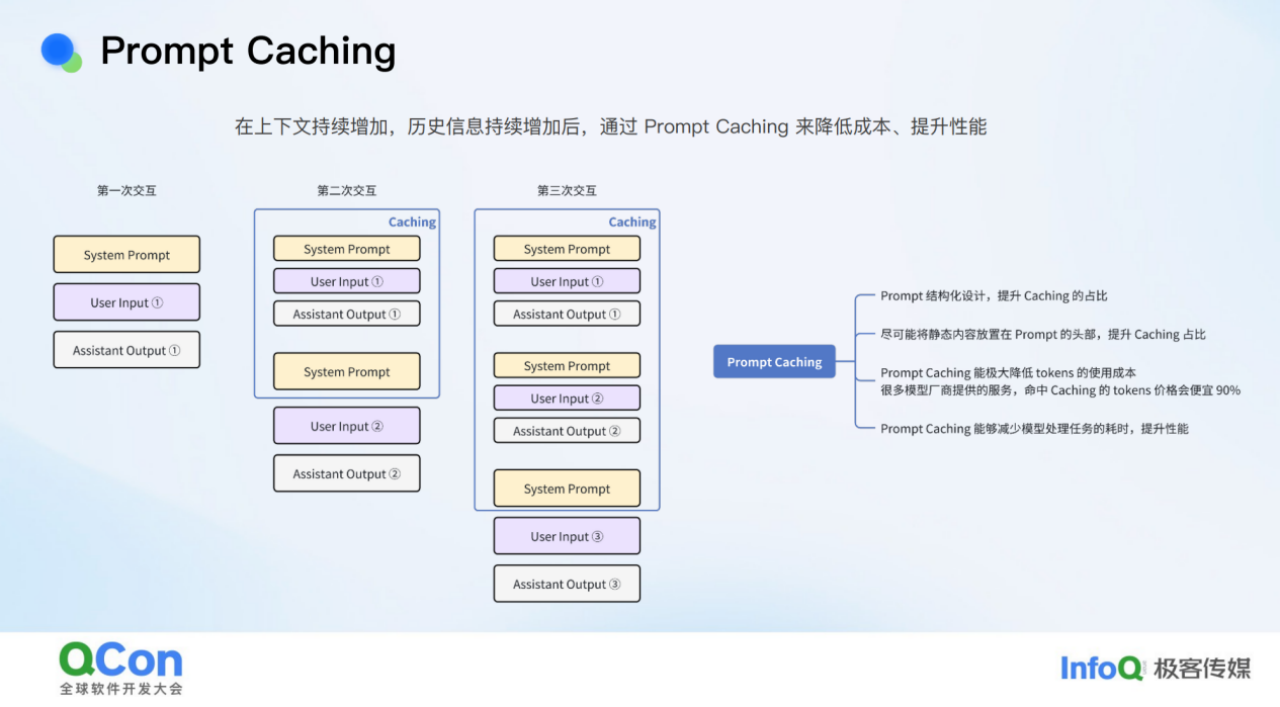 Prompt Caching
在上下文持续增加，历史信息持续增加后，通过 Prompt Caching 来降低成本、提升性能
第一次交互
System Prompt
User Input ①
Assistant Output ①
第二次交互
Caching
System Prompt
User Input ①
Assistant Output ①
System Prompt
User Input ②
Assistant Output ②
第三次交互
Caching
System Prompt
User Input ①
Assistant Output ①
System Prompt
User Input ②
Assistant Output ②
System Prompt
User Input ③
Assistant Output ③
Prompt Caching
Prompt 结构化设计，提升 Caching 的占比
尽可能将静态内容放置在 Prompt 的头部，提升 Caching 占比
Prompt Caching 能极大降低 tokens 的使用成本
很多模型厂商提供的服务，命中 Caching 的 tokens 价格会便宜 90%
Prompt Caching 能够减少模型处理任务的耗时，提升性能
QCon
全球软件开发大会
InfoQ 极客传媒